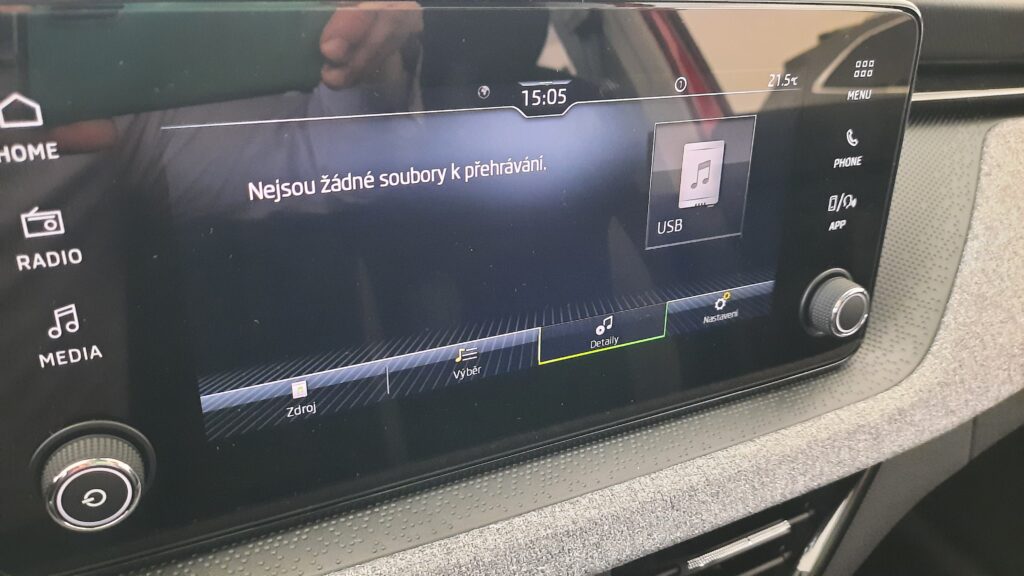 15:05
21.5°C
MENU
HOME
PHONE
Nejsou žádné soubory k přehrávání.
USB
APP
RADIO
MEDIA
Zdroj
Výběr
Detaily
Nastavení